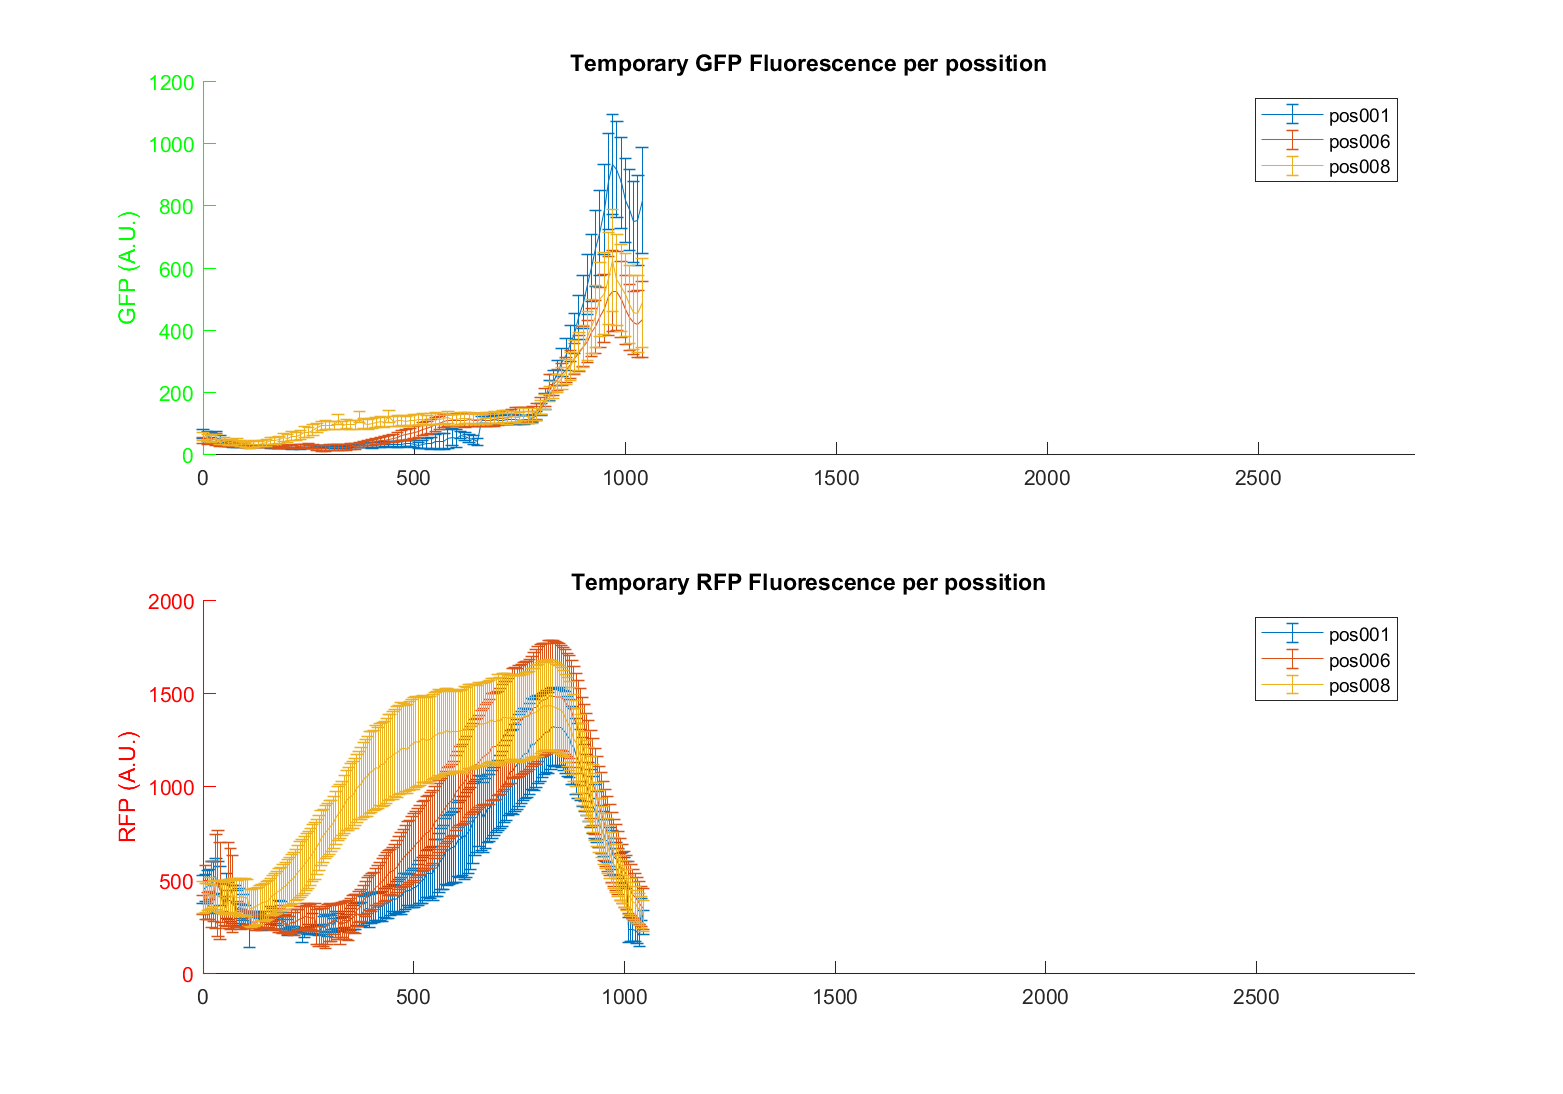 Temporary GFP Fluorescence per possition
1200
1000
800
600
400
200
0
GFP (A.U.)
0 500 1000 1500 2000 2500
pos001
pos006
pos008
Temporary RFP Fluorescence per possition
2000
1500
1000
500
0
RFP (A.U.)
0 500 1000 1500 2000 2500
pos001
pos006
pos008